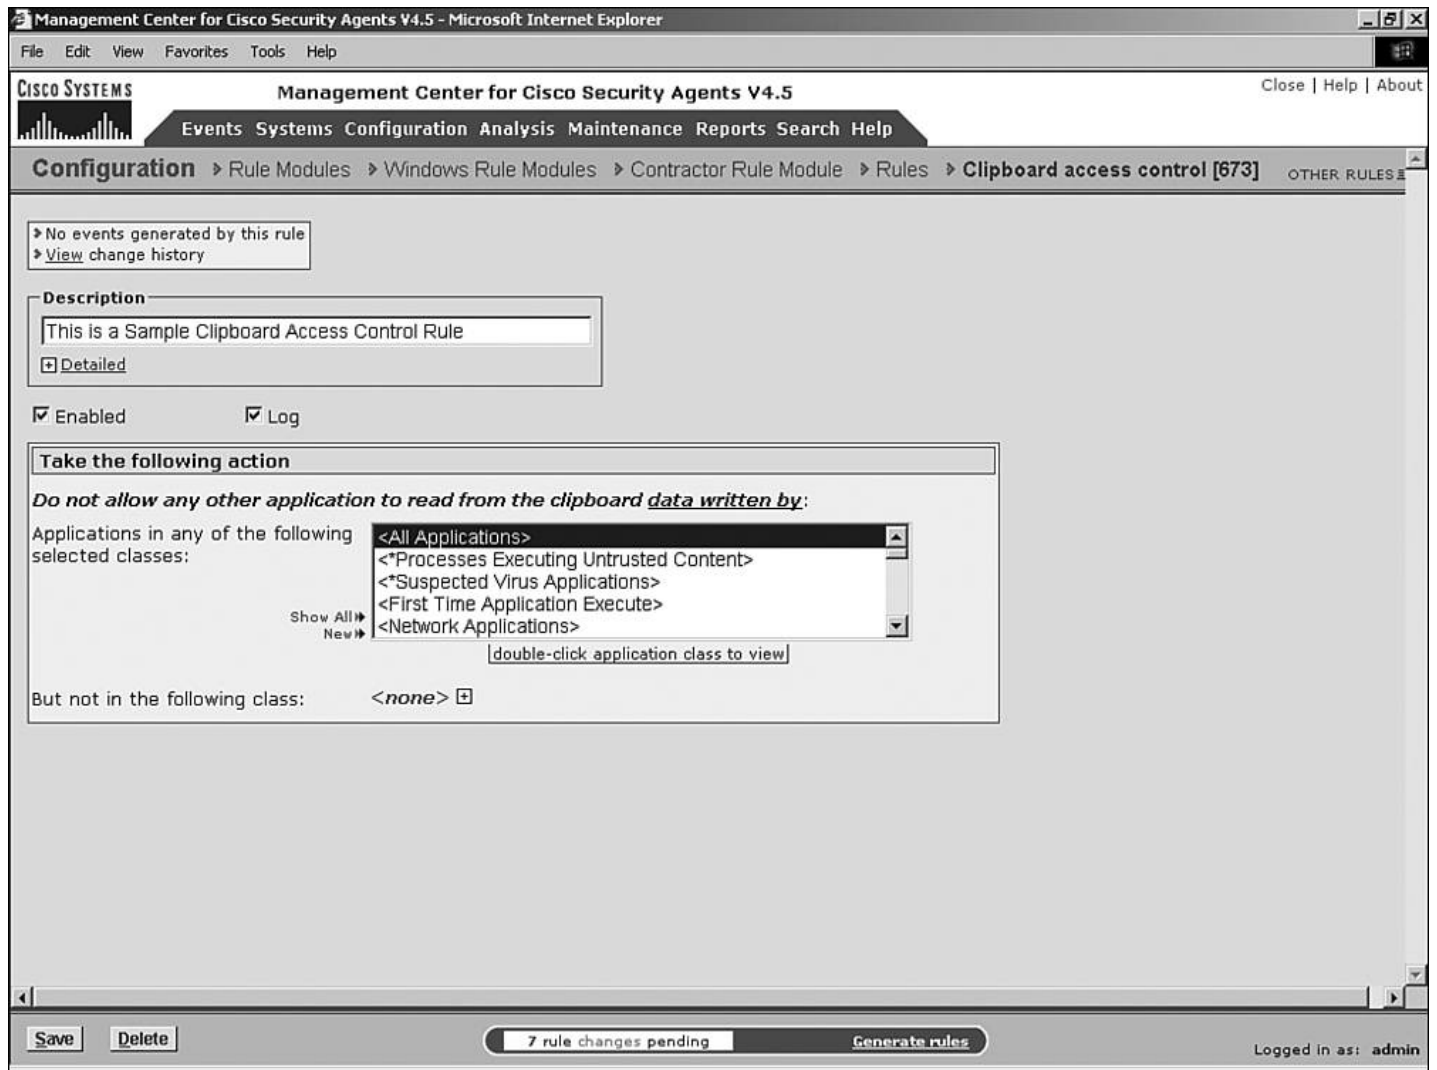 Management Center for Cisco Security Agents V4.5 - Microsoft Internet Explorer
File Edit View Favorites Tools Help
CISCO SYSTEMS
Management Center for Cisco Security Agents V4.5
Close | Help | About
Events Systems Configuration Analysis Maintenance Reports Search Help
Configuration > Rule Modules > Windows Rule Modules > Contractor Rule Module > Rules > Clipboard access control [673] OTHER RULES
No events generated by this rule
View change history
Description
This is a Sample Clipboard Access Control Rule
Detailed
Enabled Log
Take the following action
Do not allow any other application to read from the clipboard data written by:
Applications in any of the following selected classes:
<All Applications>
<*Processes Executing Untrusted Content>
<*Suspected Virus Applications>
<First Time Application Execute>
<Network Applications>
Show All
New
double-click application class to view
But not in the following class: <none>
Save Delete
7 rule changes pending Generate rules
Logged in as: admin